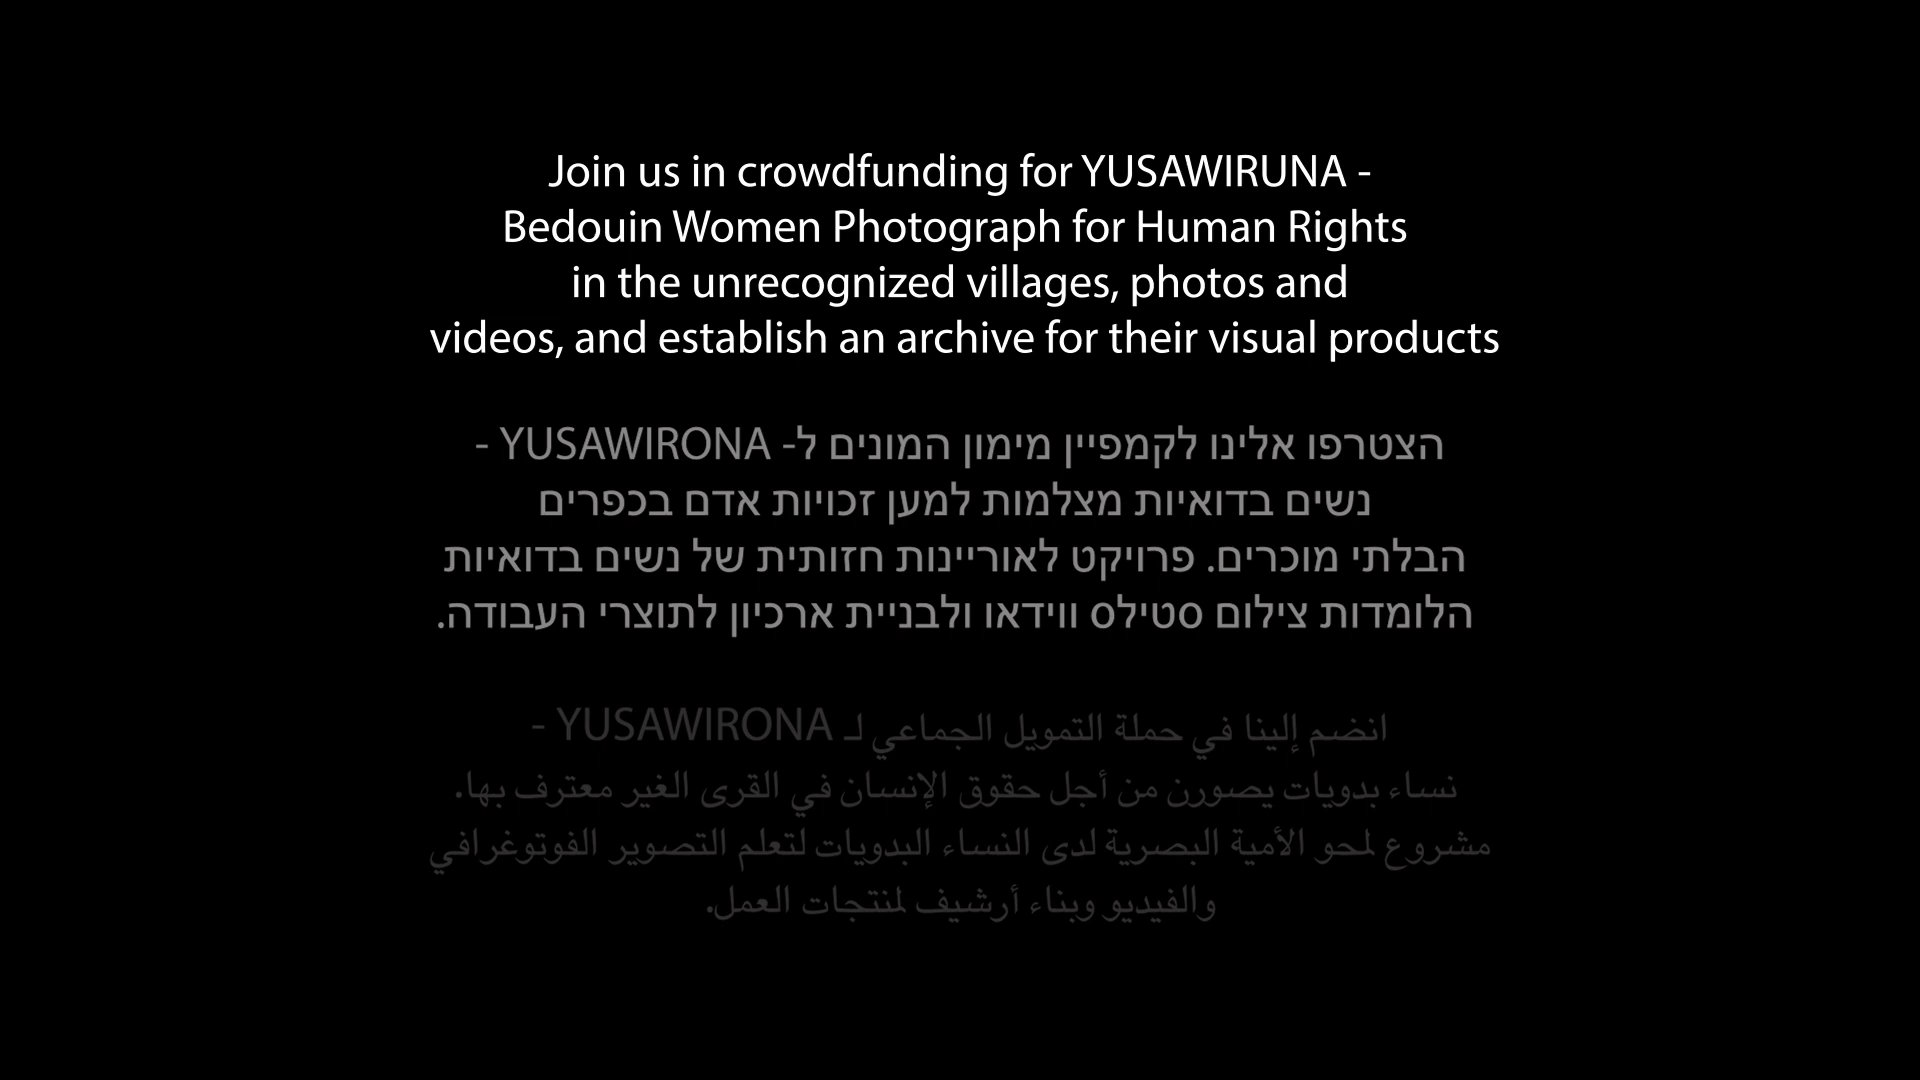 Join us in crowdfunding for YUSAWIRUNA -
Bedouin Women Photograph for Human Rights
in the unrecognized villages, photos and
videos, and establish an archive for their visual products
הצטרפו אלינו לקמפיין מימון המונים ל- YUSAWIRONA -
נשים בדואיות מצלמות למען זכויות אדם בכפרים
הבלתי מוכרים. פרויקט לאוריינות חזותית של נשים בדואיות
הלומדות צילום סטילס ווידאו ולבניית ארכיון לתוצרי העבודה.
انضم إلينا في حملة التمويل الجماعي لـ YUSAWIRONA -
نساء بدويات يصورن من أجل حقوق الإنسان في القرى الغير معترف بها.
مشروع لمحو الأمية البصرية لدى النساء البدويات لتعلم التصوير الفوتوغرافي
والفيديو وبناء أرشيف لمنتجات العمل.